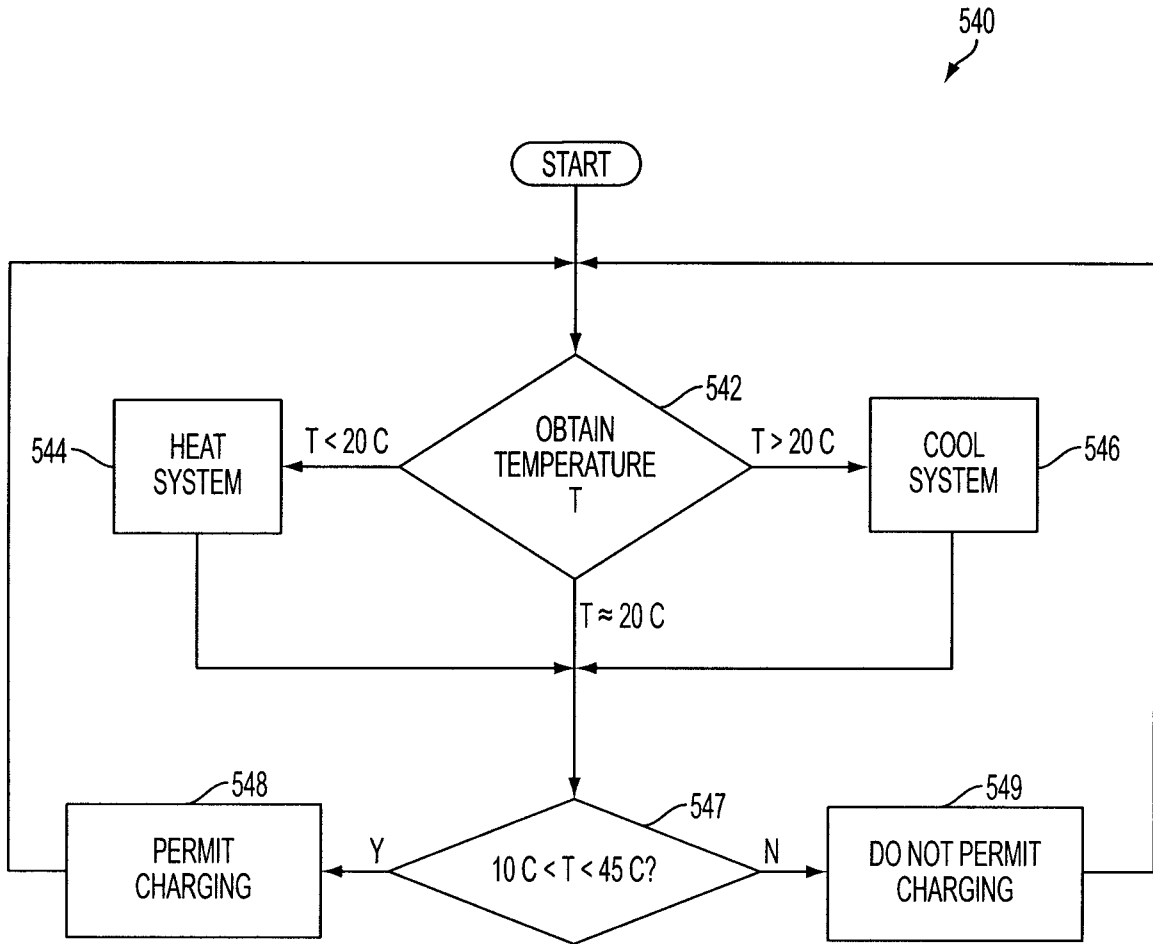 540
START
542
OBTAIN
TEMPERATURE
T
T < 20 C
T > 20 C
544
HEAT
SYSTEM
COOL
SYSTEM
546
T ≈ 20 C
548
PERMIT
CHARGING
Y
547
10 C < T < 45 C?
N
549
DO NOT PERMIT
CHARGING